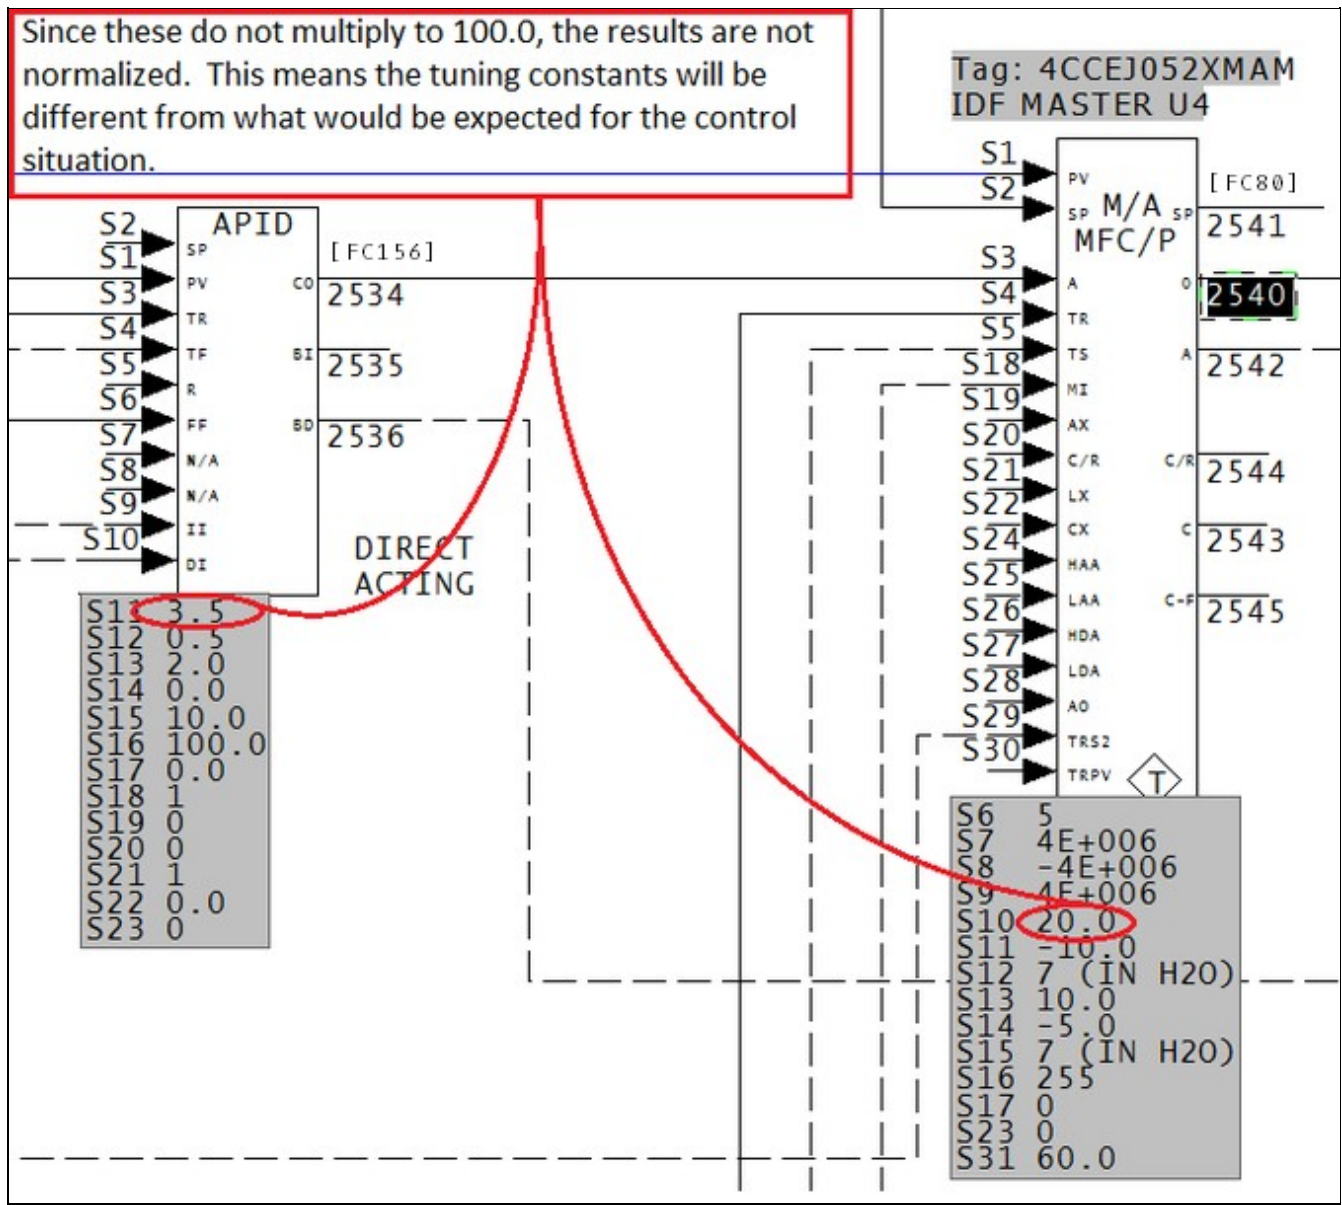 Since these do not multiply to 100.0, the results are not
normalized. This means the tuning constants will be
different from what would be expected for the control
situation.
Tag: 4CCEJ052XMAM
IDF MASTER U4
S2
S1
S3
S4
S5
S6
S7
S8
S9
S10
APID
SP
PV
TR
TF
R
FF
N/A
N/A
II
DI
CO
BI
BD
[FC156]
2534
2535
2536
DIRECT
ACTING
S11 3.5
S12 0.5
S13 2.0
S14 0.0
S15 10.0
S16 100.0
S17 0.0
S18 1
S19 0
S20 0
S21 1
S22 0.0
S23 0
S1
S2
S3
S4
S5
S18
S19
S20
S21
S22
S24
S25
S26
S27
S28
S29
S30
PV
SP
M/A
MFC/P
A
TR
TS
MI
AX
C/R
LX
CX
HAA
LAA
HDA
LDA
AO
TRS2
TRPV
T
SP
O
A
C/R
C
C-F
[FC80]
2541
2540
2542
2544
2543
2545
S6 5
S7 4E+006
S8 -4E+006
S9 4E+006
S10 20.0
S11 -10.0
S12 7 (IN H2O)
S13 10.0
S14 -5.0
S15 7 (IN H2O)
S16 255
S17 0
S23 0
S31 60.0